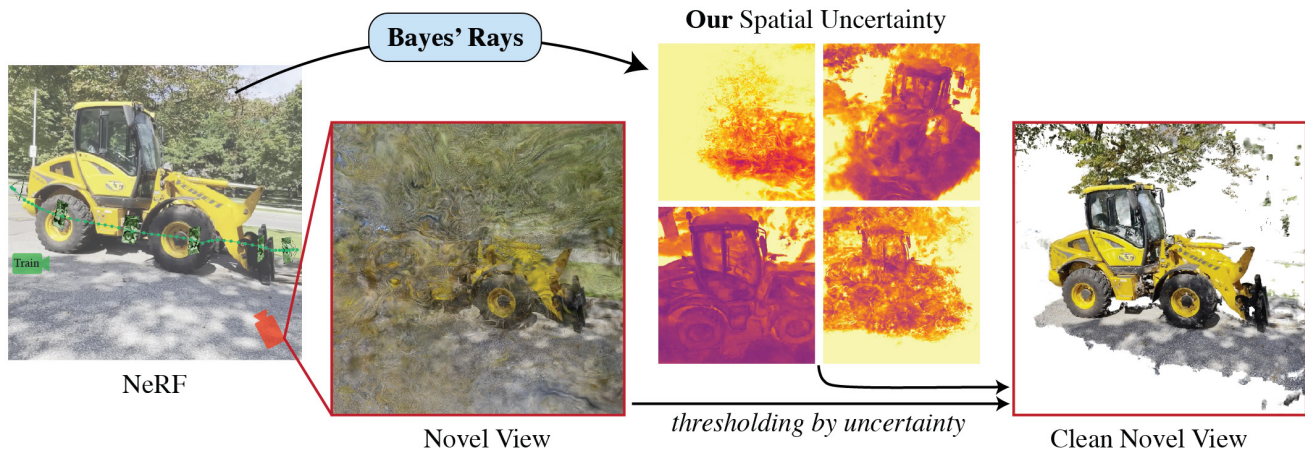 Our Spatial Uncertainty
Bayes' Rays
Train
NeRF
thresholding by uncertainty
Novel View
Clean Novel View